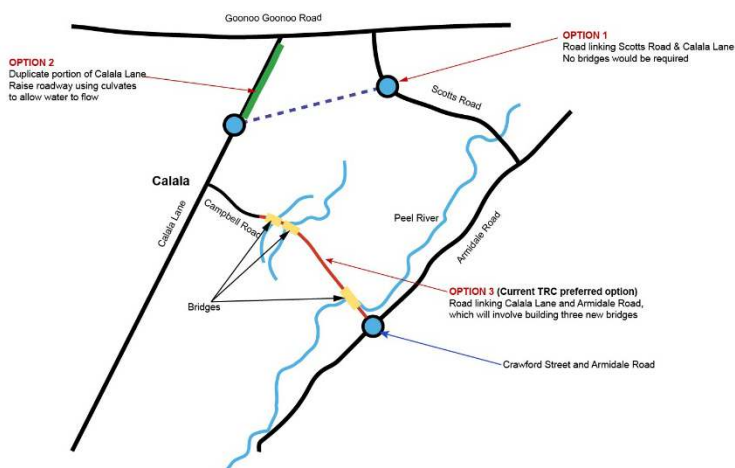 Goonoo Goonoo Road
OPTION 1
Road linking Scotts Road & Calala Lane
No bridges would be required
OPTION 2
Duplicate portion of Calala Lane
Raise roadway using culvates
to allow water to flow
Scotts Road
Calala
Campbell Road
Calala Lane
Peel River
Armidale Road
Bridges
OPTION 3 (Current TRC preferred option)
Road linking Calala Lane and Armidale Road,
which will involve building three new bridges
Crawford Street and Armidale Road